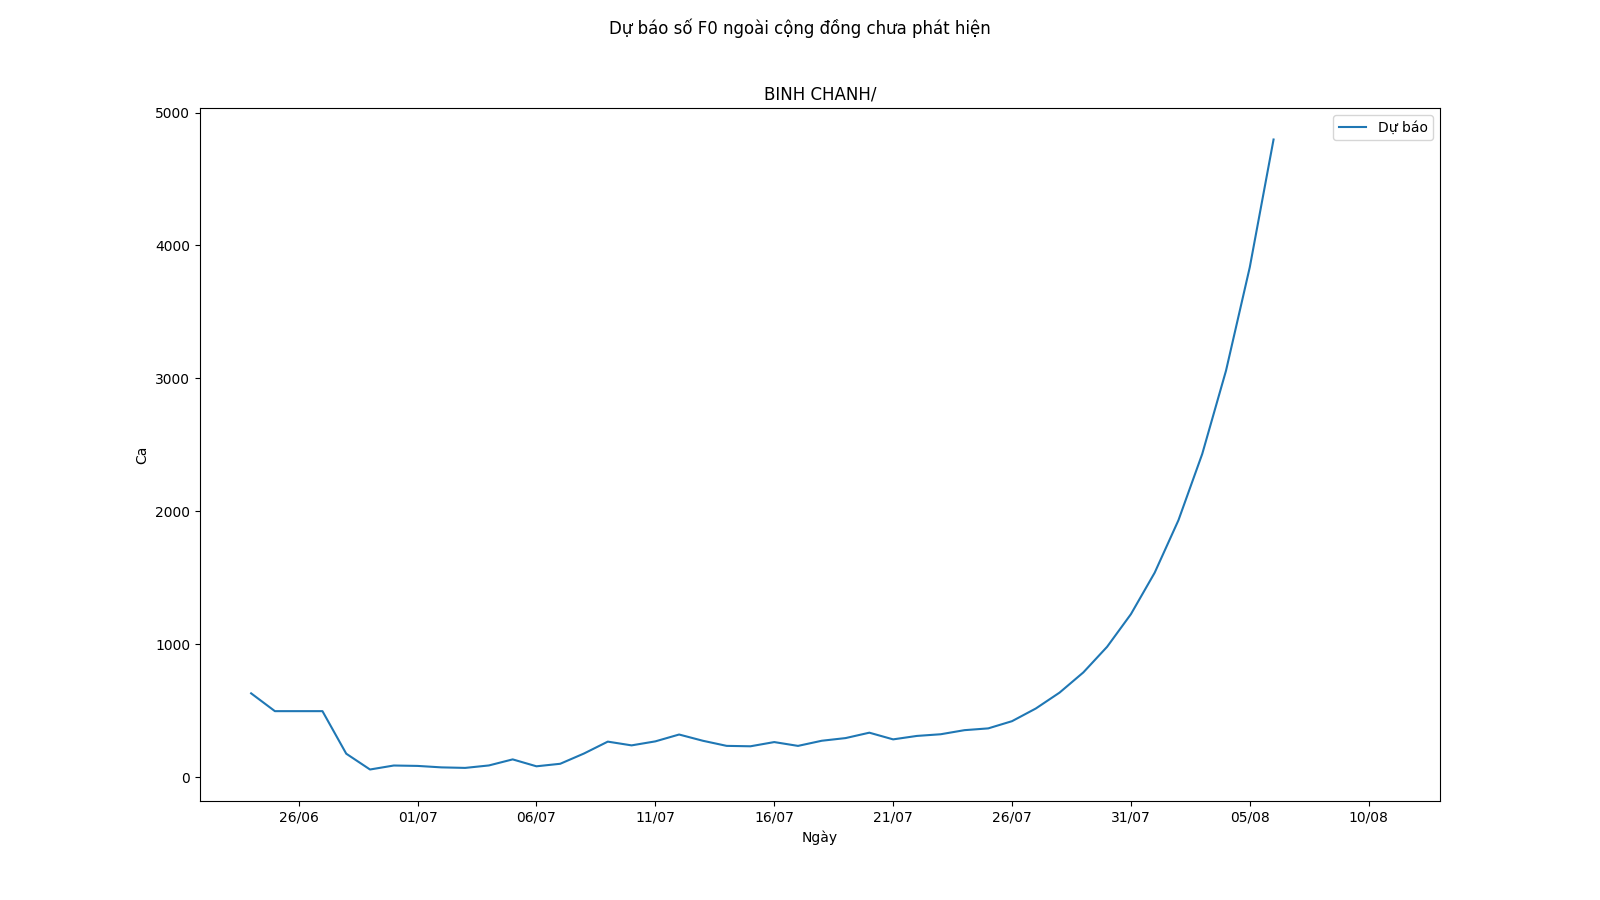 Dự báo số F0 ngoài cộng đồng chưa phát hiện
BINH CHANH/
Dự báo
5000
4000
3000
2000
1000
0
Ca
26/06 01/07 06/07 11/07 16/07 21/07 26/07 31/07 05/08 10/08
Ngày